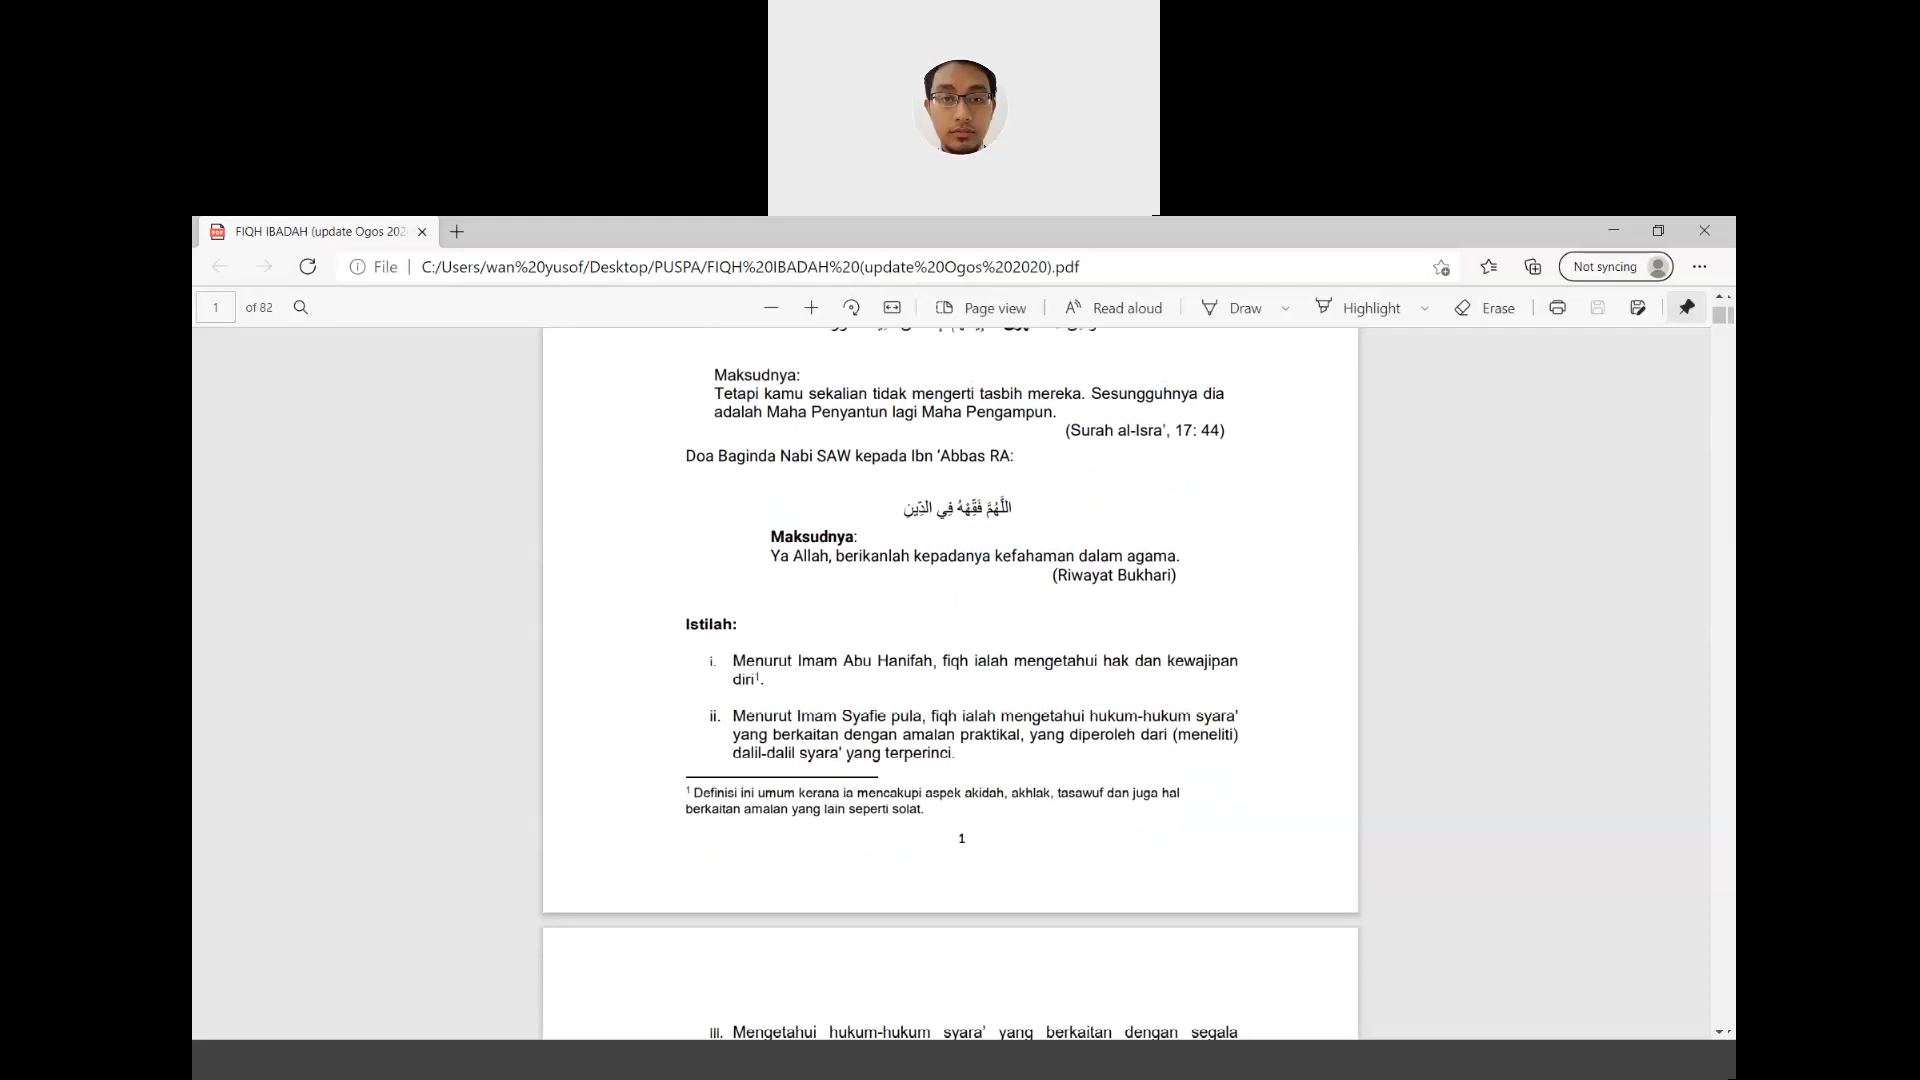 FIQH IBADAH (update Ogos 202
File
C:/Users/wan%20yusof/Desktop/PUSPA/FIQH%20IBADAH%20(update%20Ogos%202020).pdf
Not syncing
1 of 82
Page view
Read aloud
Draw
Highlight
Erase
Maksudnya:
Tetapi kamu sekalian tidak mengerti tasbih mereka. Sesungguhnya dia
adalah Maha Penyantun lagi Maha Pengampun.
(Surah al-Isra’, 17: 44)
Doa Baginda Nabi SAW kepada Ibn ‘Abbas RA:
اللَّهُمَّ فَقِّهْهُ فِي الدِّينِ
Maksudnya:
Ya Allah, berikanlah kepadanya kefahaman dalam agama.
(Riwayat Bukhari)
Istilah:
i. Menurut Imam Abu Hanifah, fiqh ialah mengetahui hak dan kewajipan
diri¹.
ii. Menurut Imam Syafie pula, fiqh ialah mengetahui hukum-hukum syara'
yang berkaitan dengan amalan praktikal, yang diperoleh dari (meneliti)
dalil-dalil syara' yang terperinci.
¹ Definisi ini umum kerana ia mencakupi aspek akidah, akhlak, tasawuf dan juga hal
berkaitan amalan yang lain seperti solat.
1
iii. Mengetahui hukum-hukum syara’ yang berkaitan dengan segala